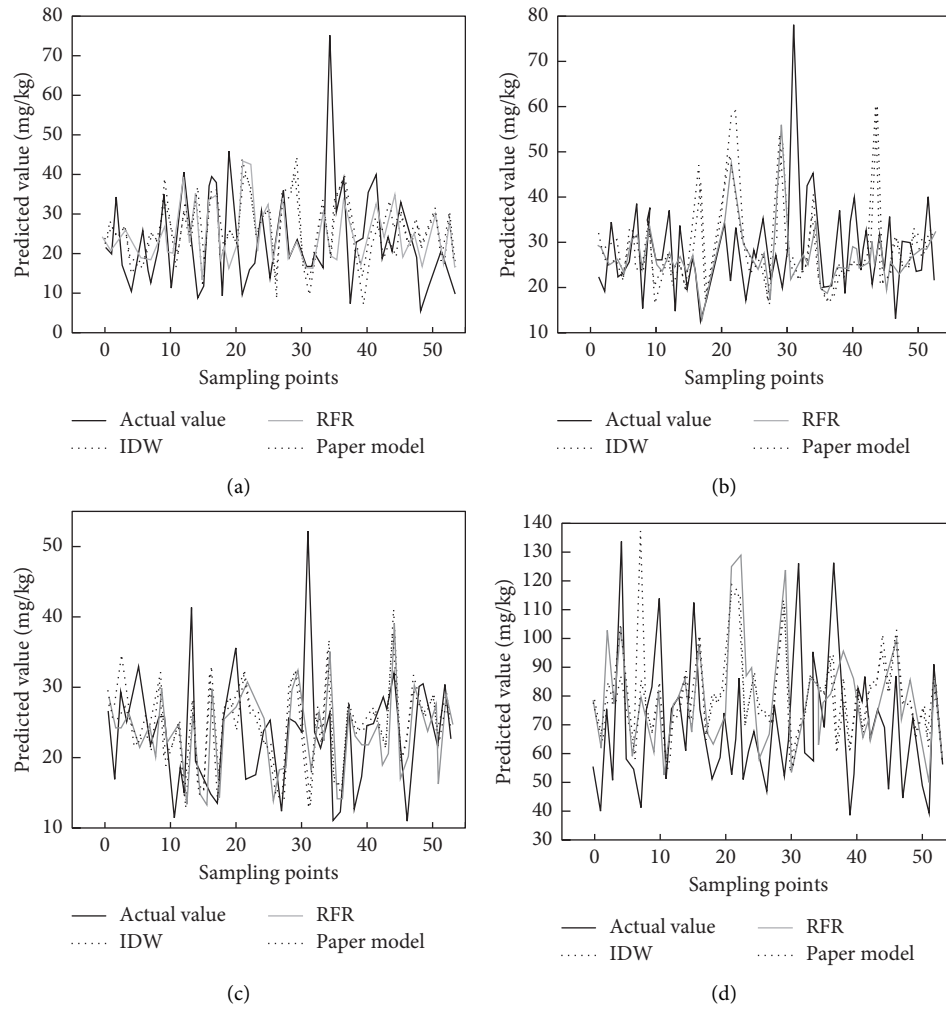 80
70
60
50
40
30
20
10
0
Predicted value (mg/kg)
0 10 20 30 40 50
Sampling points
Actual value RFR
IDW Paper model
(a)
80
70
60
50
40
30
20
10
Predicted value (mg/kg)
0 10 20 30 40 50
Sampling points
Actual value RFR
IDW Paper model
(b)
50
40
30
20
10
Predicted value (mg/kg)
0 10 20 30 40 50
Sampling points
Actual value RFR
IDW Paper model
(c)
140
130
120
110
100
90
80
70
60
50
40
30
Predicted value (mg/kg)
0 10 20 30 40 50
Sampling points
Actual value RFR
IDW Paper model
(d)